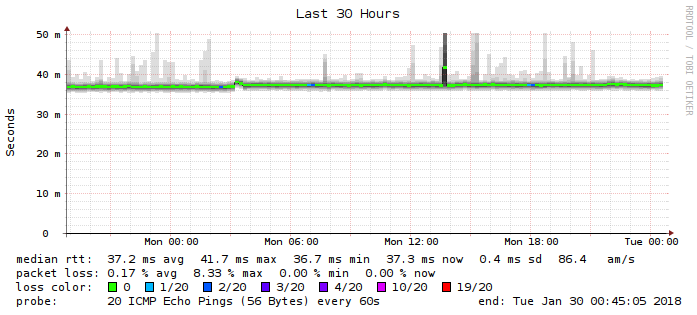 Last 30 Hours
RRDTOOL / TOBI OETIKER
Seconds
50 m
40 m
30 m
20 m
10 m
0
Mon 00:00 Mon 06:00 Mon 12:00 Mon 18:00 Tue 00:00
median rtt: 37.2 ms avg 41.7 ms max 36.7 ms min 37.3 ms now 0.4 ms sd 86.4 am/s
packet loss: 0.17 % avg 8.33 % max 0.00 % min 0.00 % now
loss color: 0 1/20 2/20 3/20 4/20 10/20 19/20
probe: 20 ICMP Echo Pings (56 Bytes) every 60s end: Tue Jan 30 00:45:05 2018